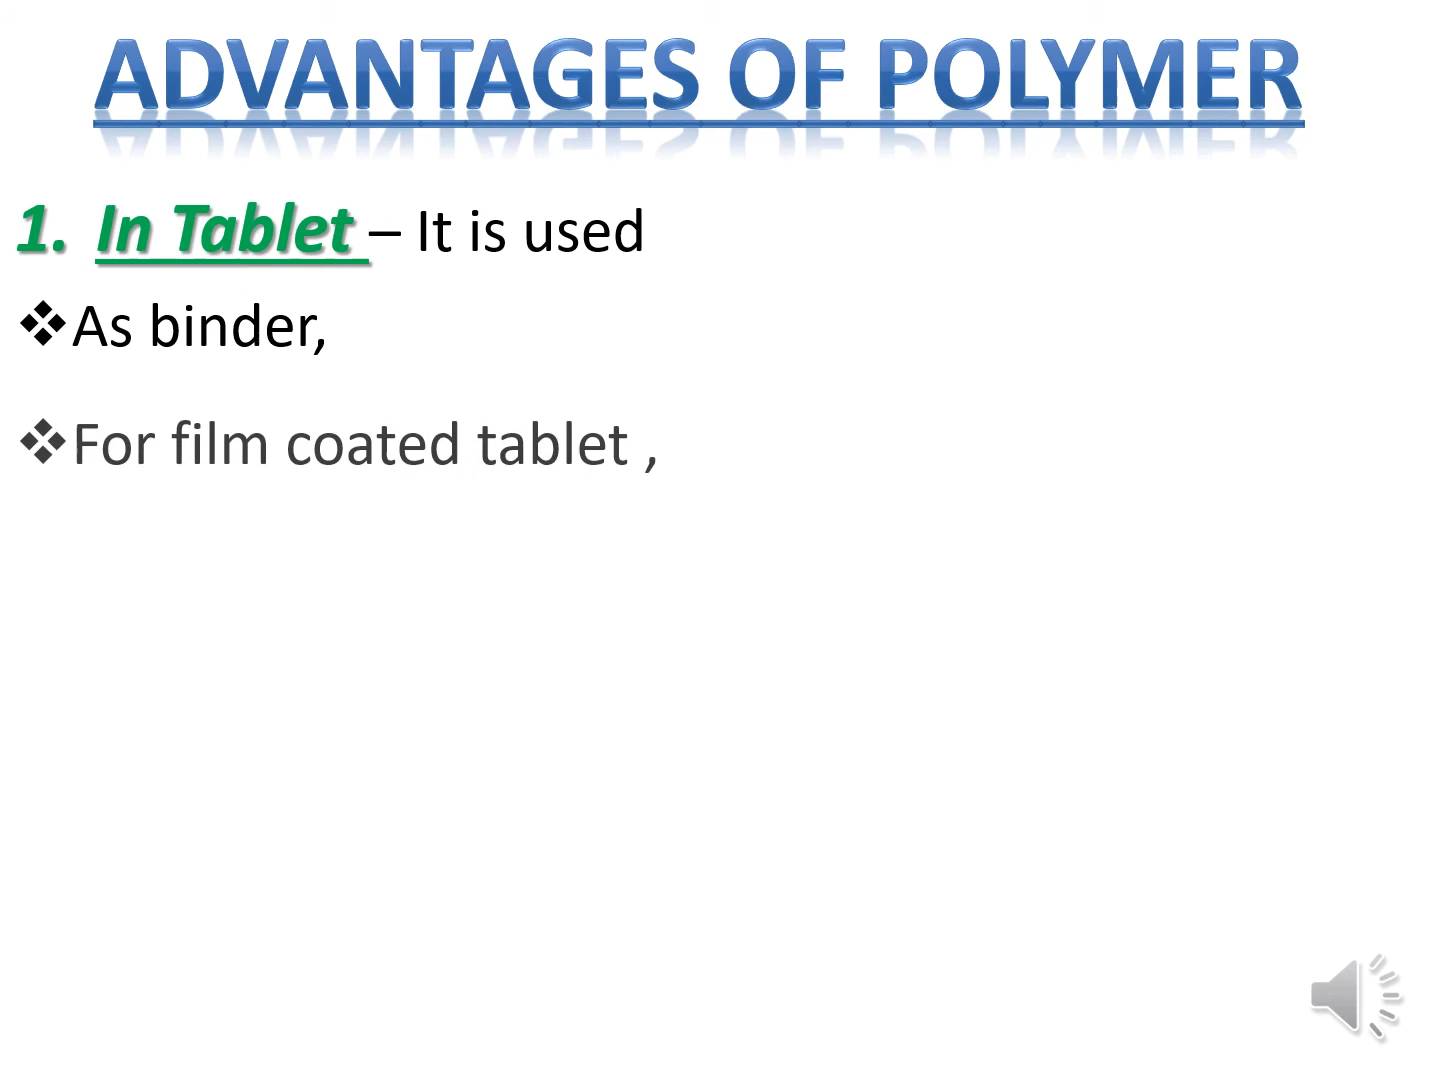 ADVANTAGES OF POLYMER
1. In Tablet – It is used
❖As binder,
❖For film coated tablet ,